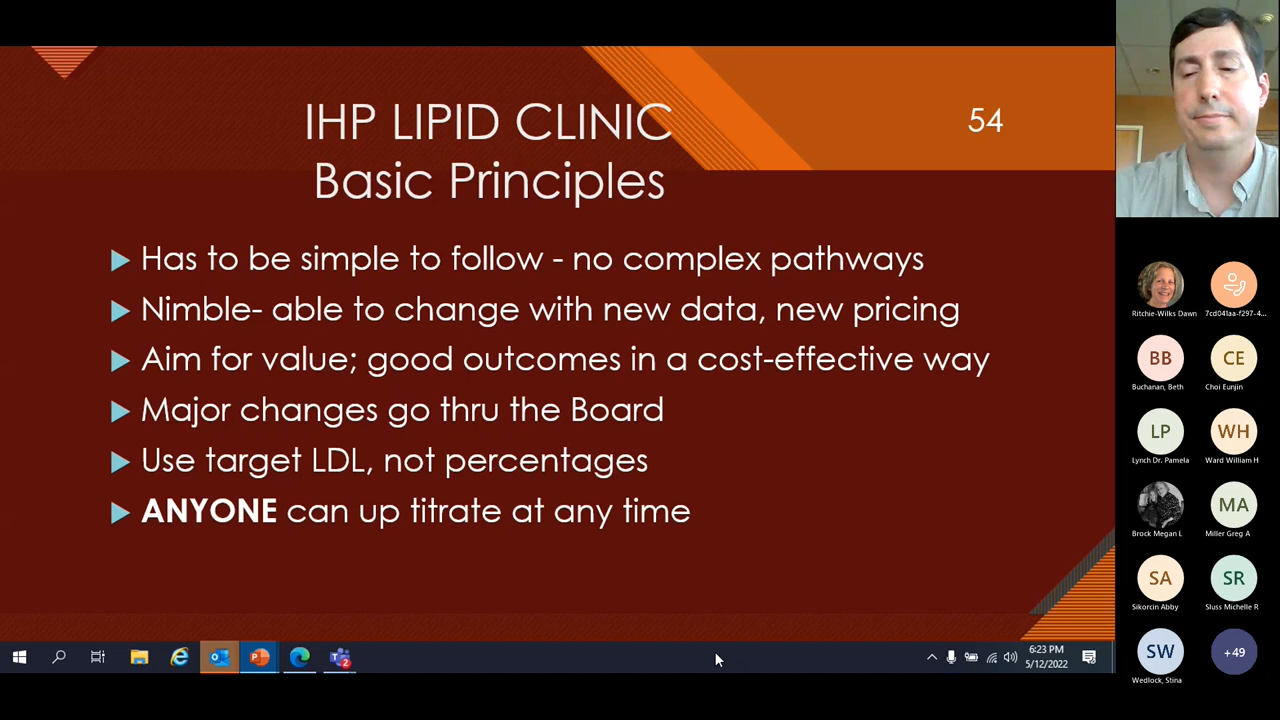 IHP LIPID CLINIC
54
Basic Principles
Has to be simple to follow - no complex pathways
Nimble- able to change with new data, new pricing
Aim for value; good outcomes in a cost-effective way
Major changes go thru the Board
Use target LDL, not percentages
ANYONE can up titrate at any time
Ritchie-Wilks Dawn
7cd041aa-f297-4...
BB
CE
Buchanan, Beth
Choi Eunjin
LP
WH
Lynch Dr. Pamela
Ward William H
MA
Brock Megan L
Miller Greg A
SA
SR
Sikorcin Abby
Sluss Michelle R
SW
+49
Wedlock, Stina
2
6:23 PM
5/12/2022